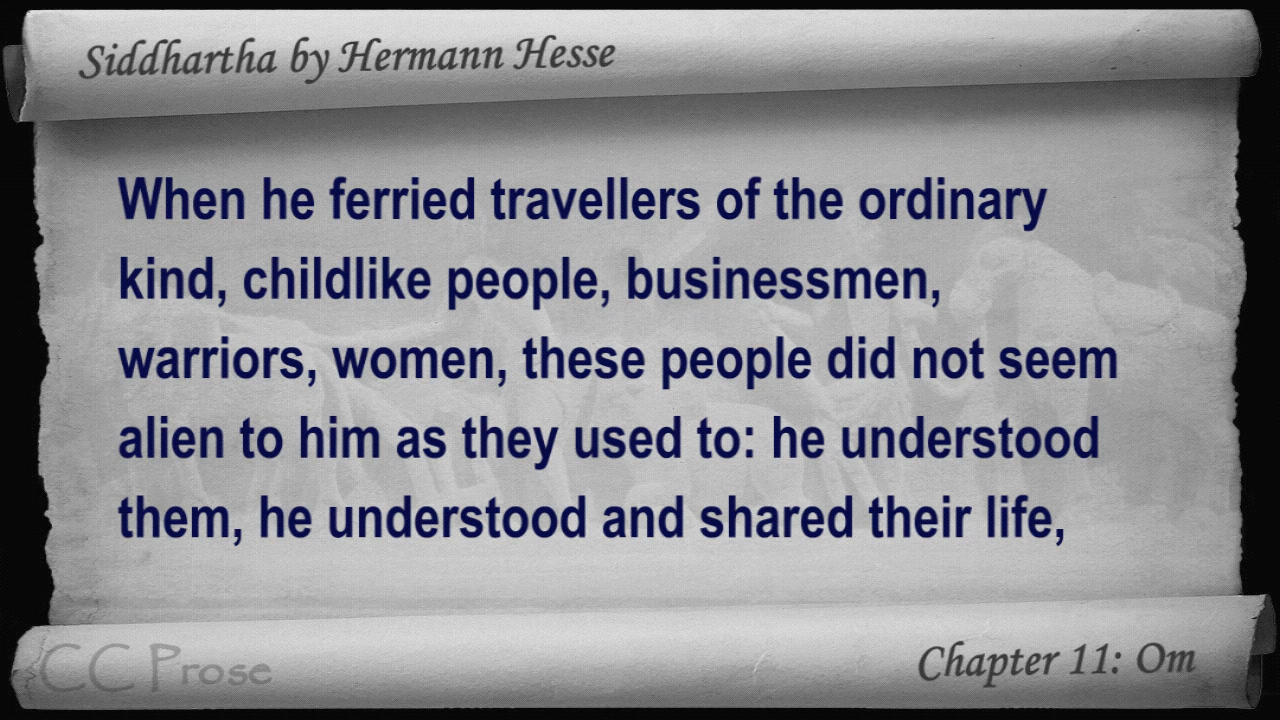 Siddhartha by Hermann Hesse
When he ferried travellers of the ordinary
kind, childlike people, businessmen,
warriors, women, these people did not seem
alien to him as they used to: he understood
them, he understood and shared their life,
CC Prose
Chapter 11: Om